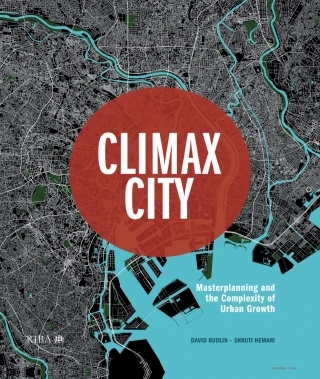 CLIMAX
CITY
Masterplanning and
the Complexity of
Urban Growth
DAVID RUDLIN - SHRUTI HEMANI
RIBA